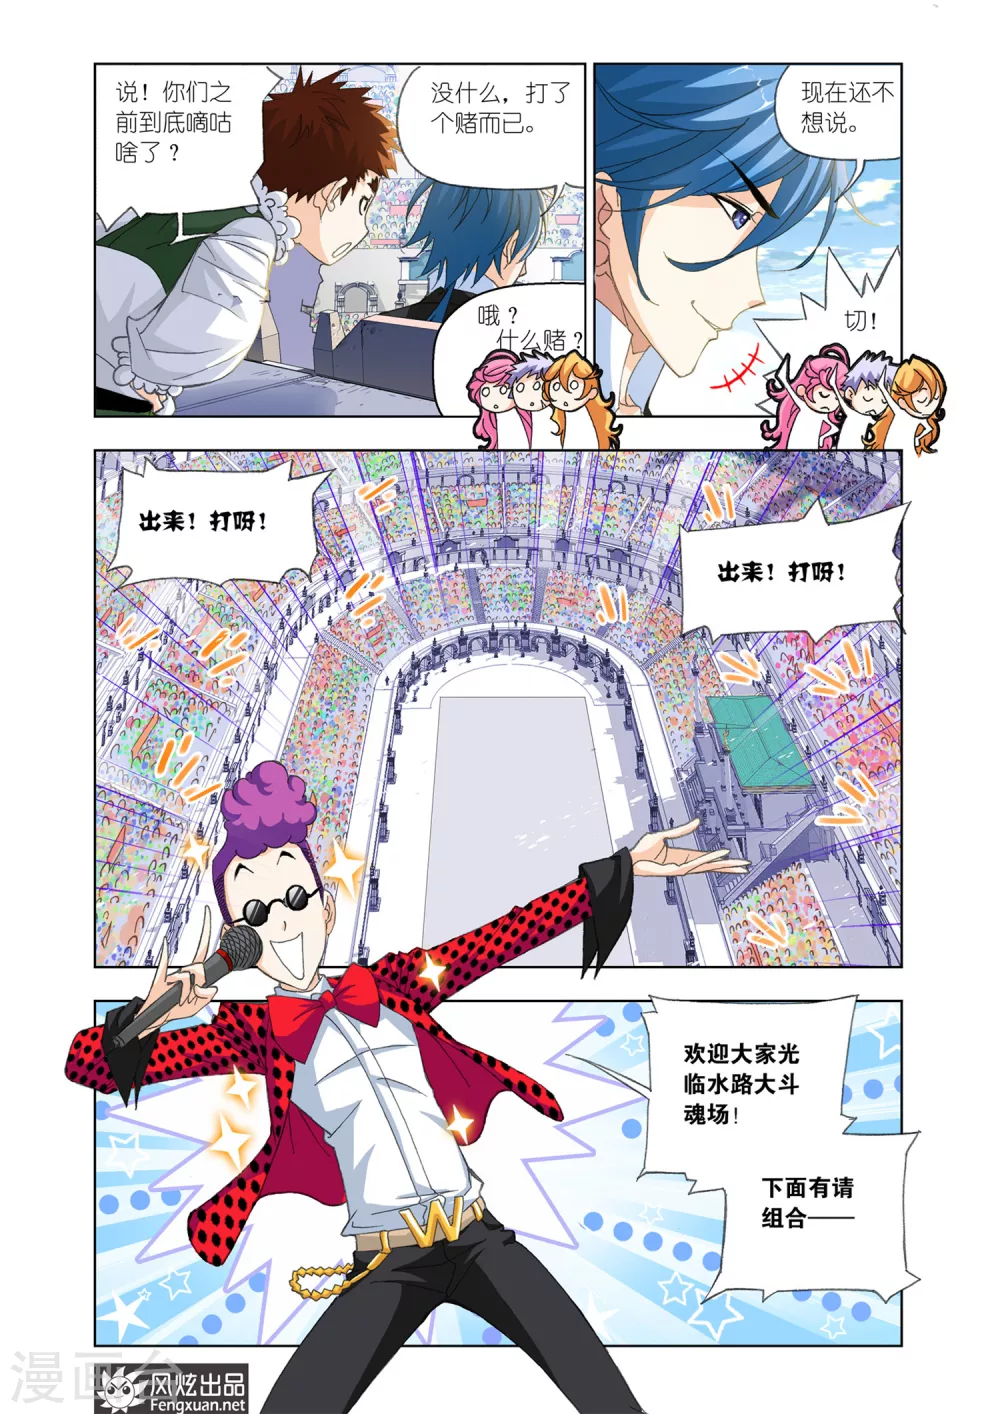 说！你们之
前到底嘀咕
啥了？
没什么，打了
个赌而已。
哦？
什么赌？
现在还不
想说。
切！
出来！打呀！
出来！打呀！
欢迎大家光
临水路大斗
魂场！
下面有请
组合——
W
漫画台
风炫出品
Fengxuan.net